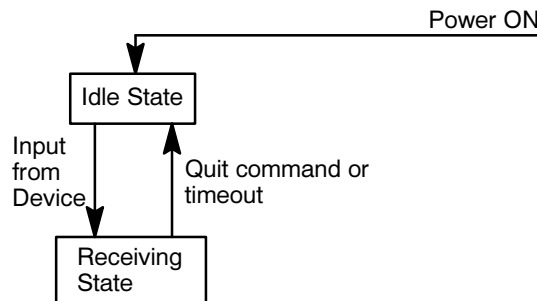 Power ON
Idle State
Input
from
Device
Quit command or
timeout
Receiving
State